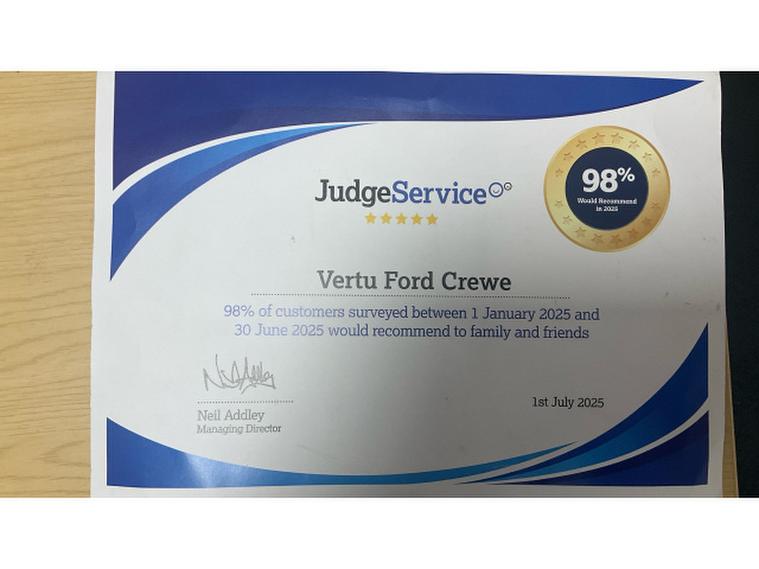 JudgeService
98%
Would Recommend
in 2025
Vertu Ford Crewe
98% of customers surveyed between 1 January 2025 and
30 June 2025 would recommend to family and friends
Neil Addley
Managing Director
1st July 2025